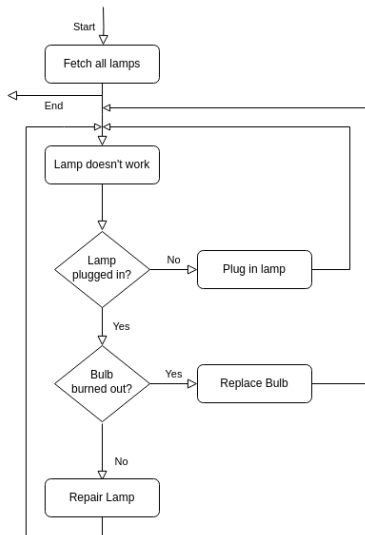 Start
Fetch all lamps
End
Lamp doesn't work
Lamp
plugged in?
No
Plug in lamp
Yes
Bulb
burned out?
Yes
Replace Bulb
No
Repair Lamp